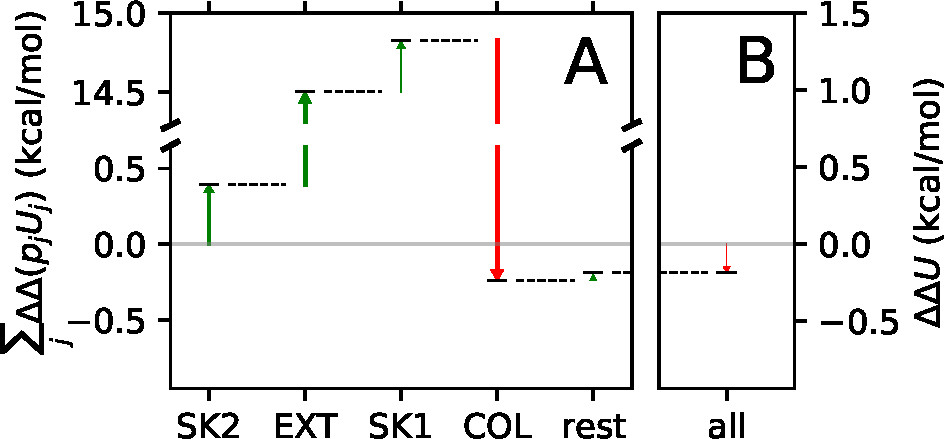 ∑ⱼ ΔΔ(pⱼUⱼ) (kcal/mol)
15.0
14.5
0.5
0.0
−0.5
A
SK2 EXT SK1 COL rest
B
all
1.5
1.0
0.5
0.0
−0.5
ΔΔU (kcal/mol)